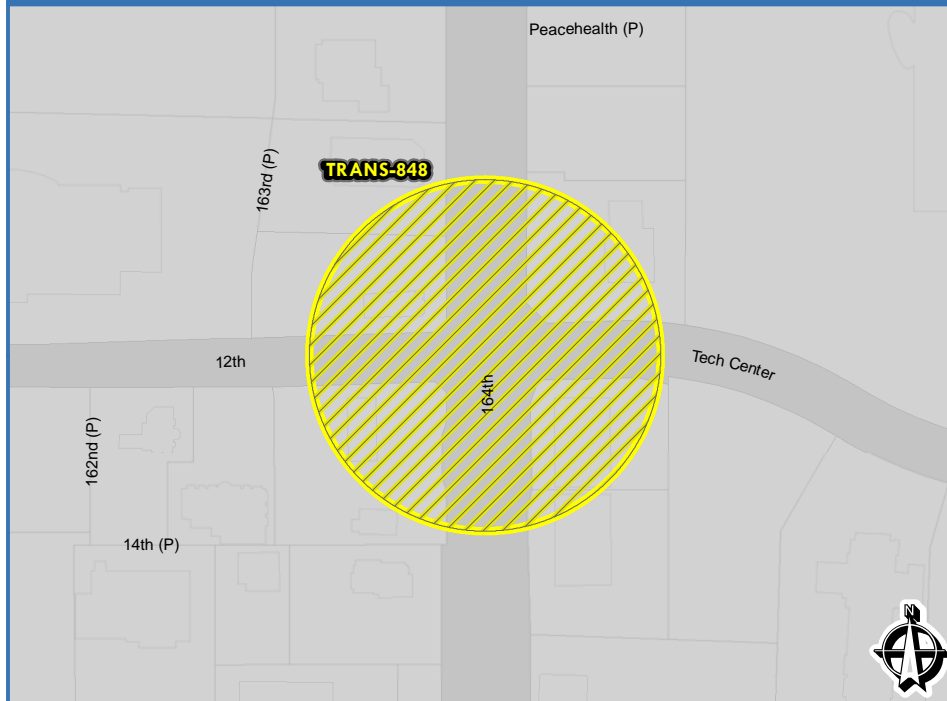 Peacehealth (P)
TRANS-848
163rd (P)
12th
Tech Center
164th
162nd (P)
14th (P)
N